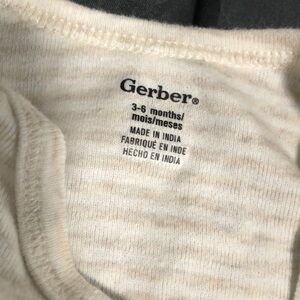 Gerber®
3-6 months/
mois/meses
MADE IN INDIA
FABRIQUÉ EN INDE
HECHO EN INDIA